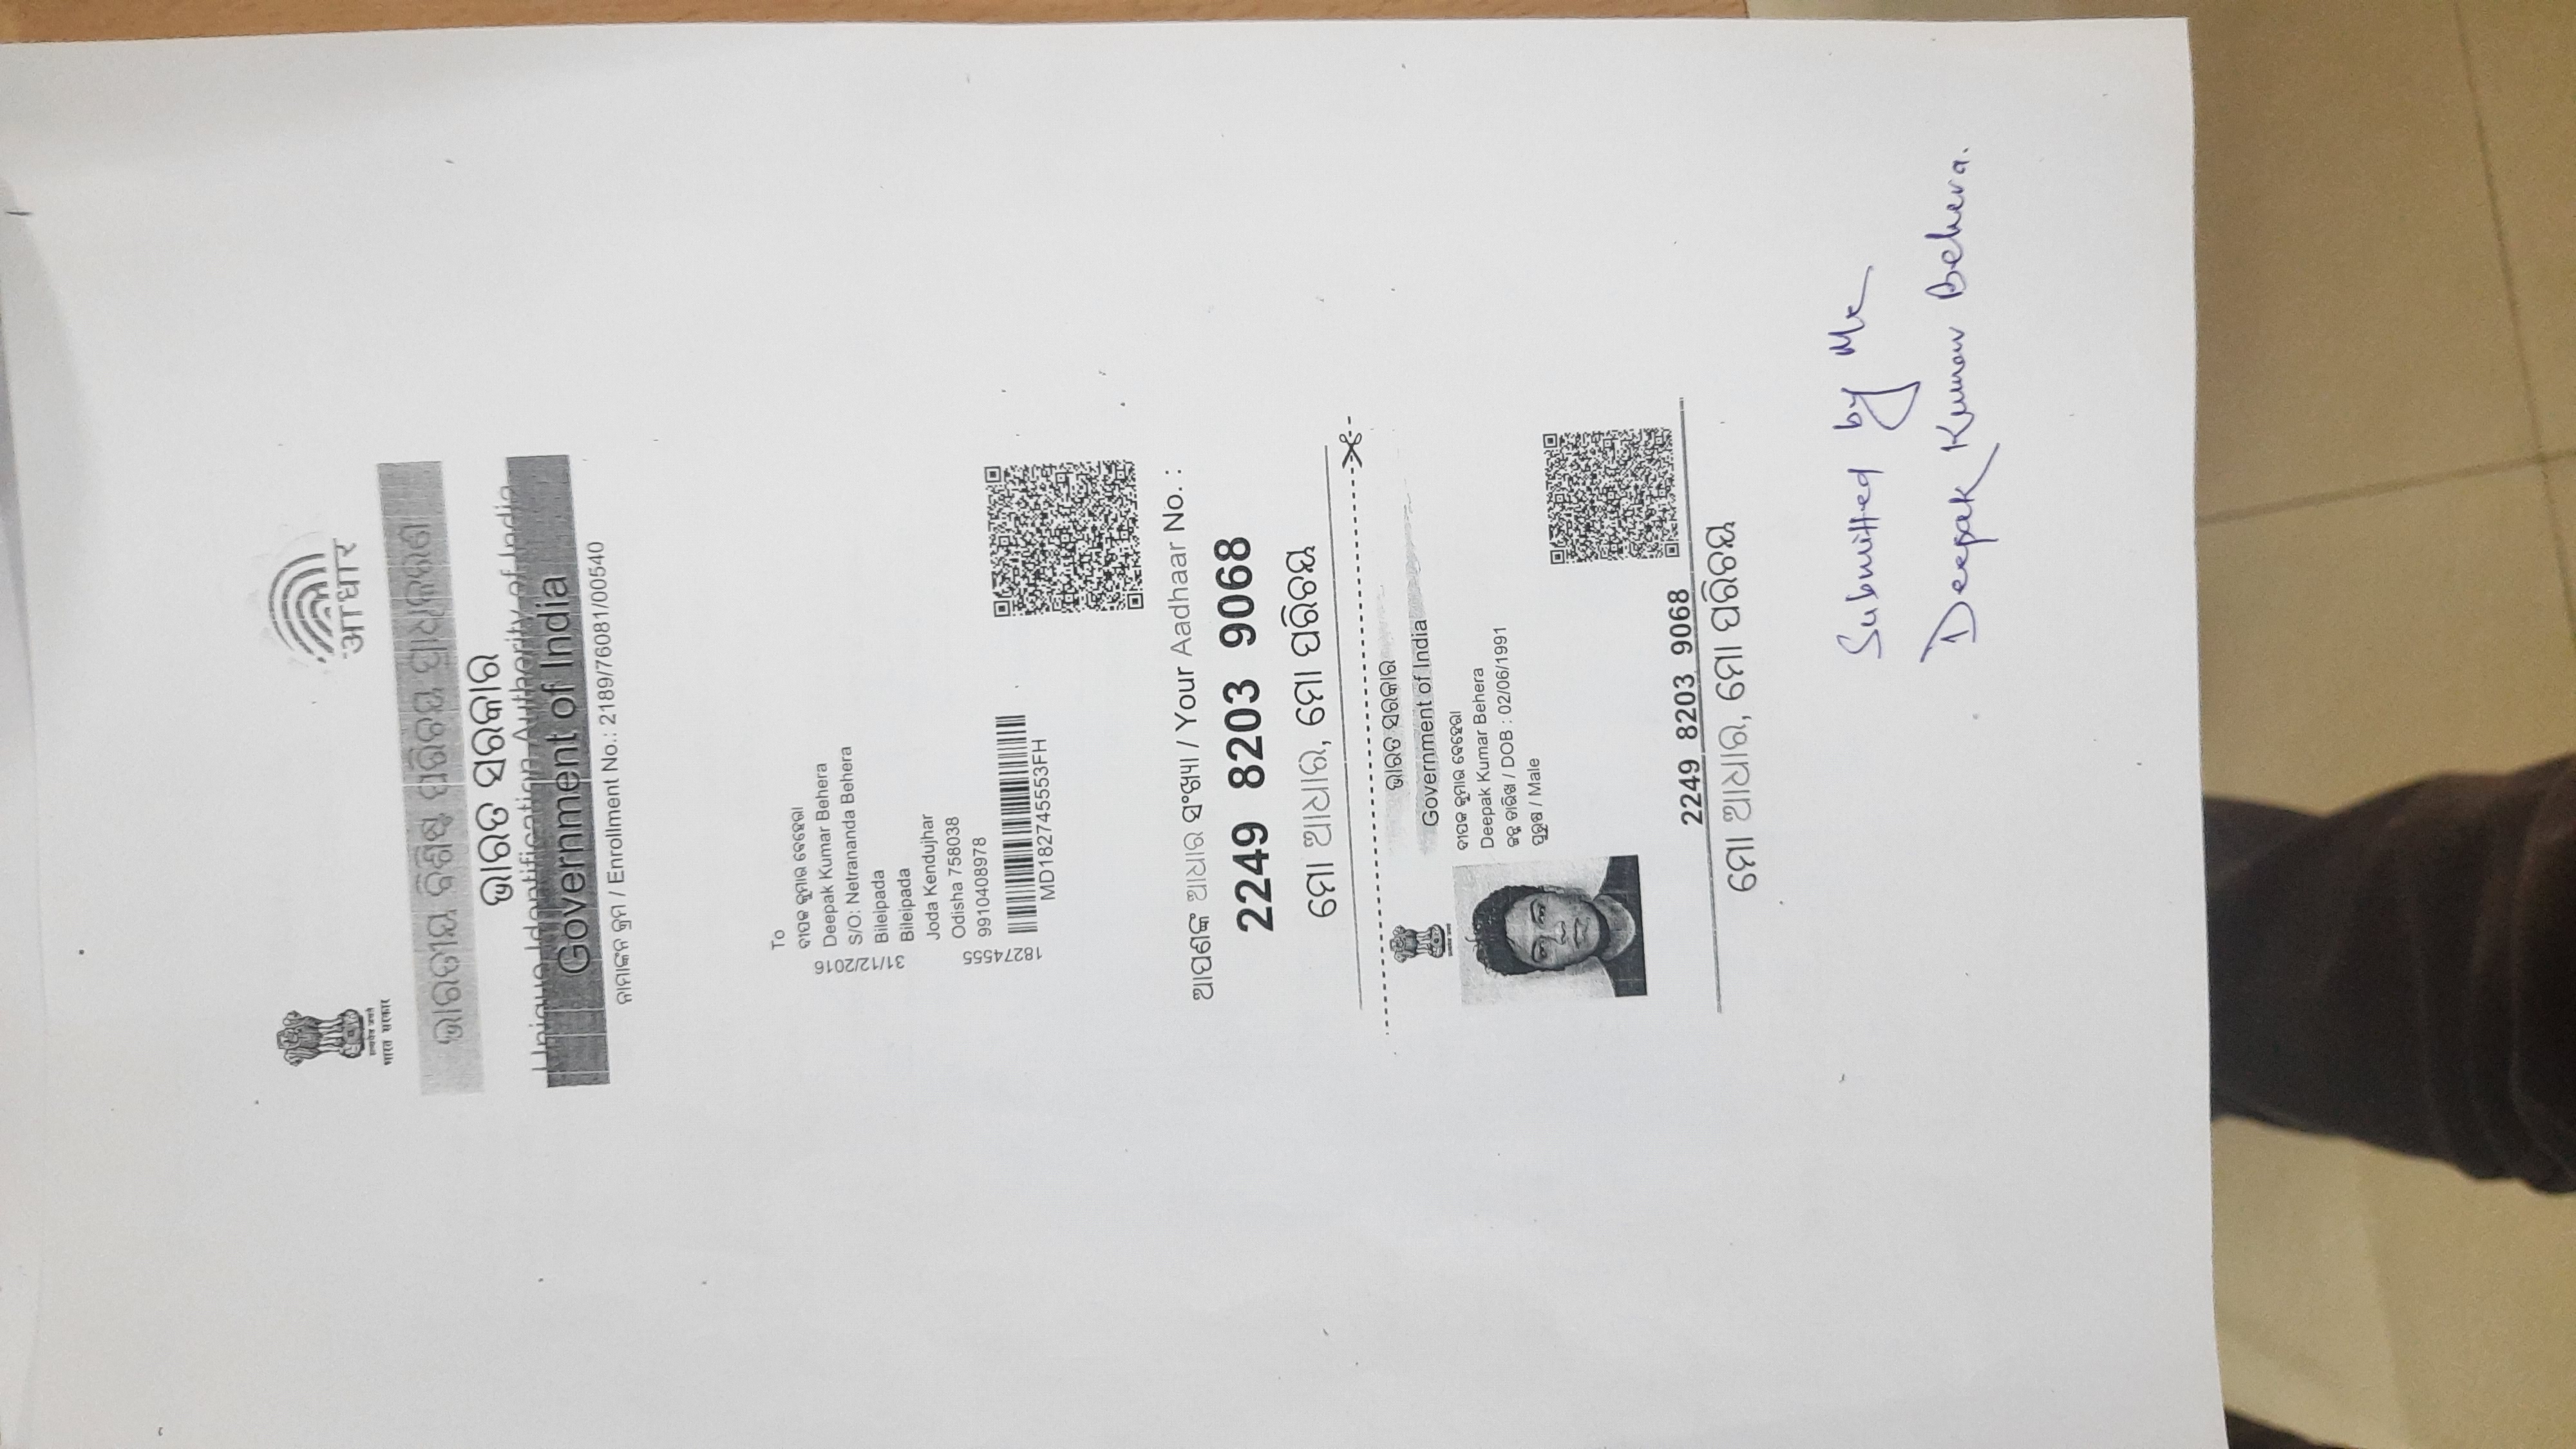 सत्यमेव जयते
भारत सरकार
आधार
ଭାରତୀୟ ବିଶିଷ୍ଟ ପରିଚୟ ପ୍ରାଧିକରଣ
ଭାରତ ସରକାର
Unique Identification Authority of India
Government of India
ନାମାଙ୍କନ କ୍ରମ / Enrollment No.: 2189/76081/00540
To
ଦୀପକ କୁମାର ବେହେରା
Deepak Kumar Behera
S/O: Netrananda Behera
Bileipada
Bileipada
Joda Kendujhar
Odisha 758038
9910408978
31/12/2016
18274555
MD182745553FH
ଆପଣଙ୍କ ଆଧାର ସଂଖ୍ୟା / Your Aadhaar No. :
2249 8203 9068
ମୋ ଆଧାର, ମୋ ପରିଚୟ
ଭାରତ ସରକାର
Government of India
ଦୀପକ କୁମାର ବେହେରା
Deepak Kumar Behera
ଜନ୍ମ ତାରିଖ / DOB : 02/06/1991
ପୁରୁଷ / Male
2249 8203 9068
ମୋ ଆଧାର, ମୋ ପରିଚୟ
Submitted by Me
Deepak Kumar Behera.